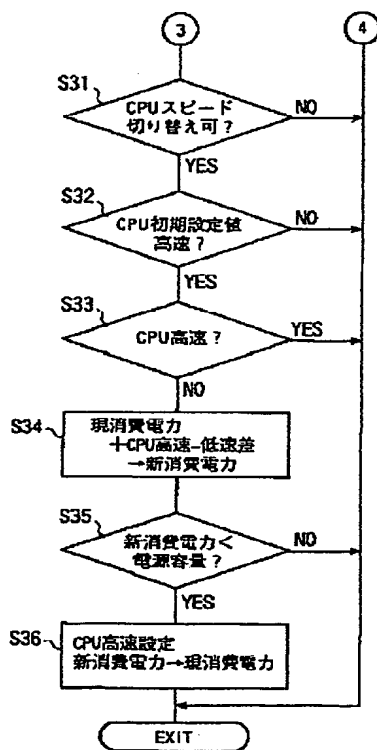 3
4
S31
CPUスピード
切り替え可?
NO
YES
S32
CPU初期設定値
高速?
NO
YES
S33
CPU高速?
YES
NO
S34
現消費電力
+CPU高速-低速差
→新消費電力
S35
新消費電力<
電源容量?
NO
YES
S36
CPU高速設定
新消費電力→現消費電力
EXIT